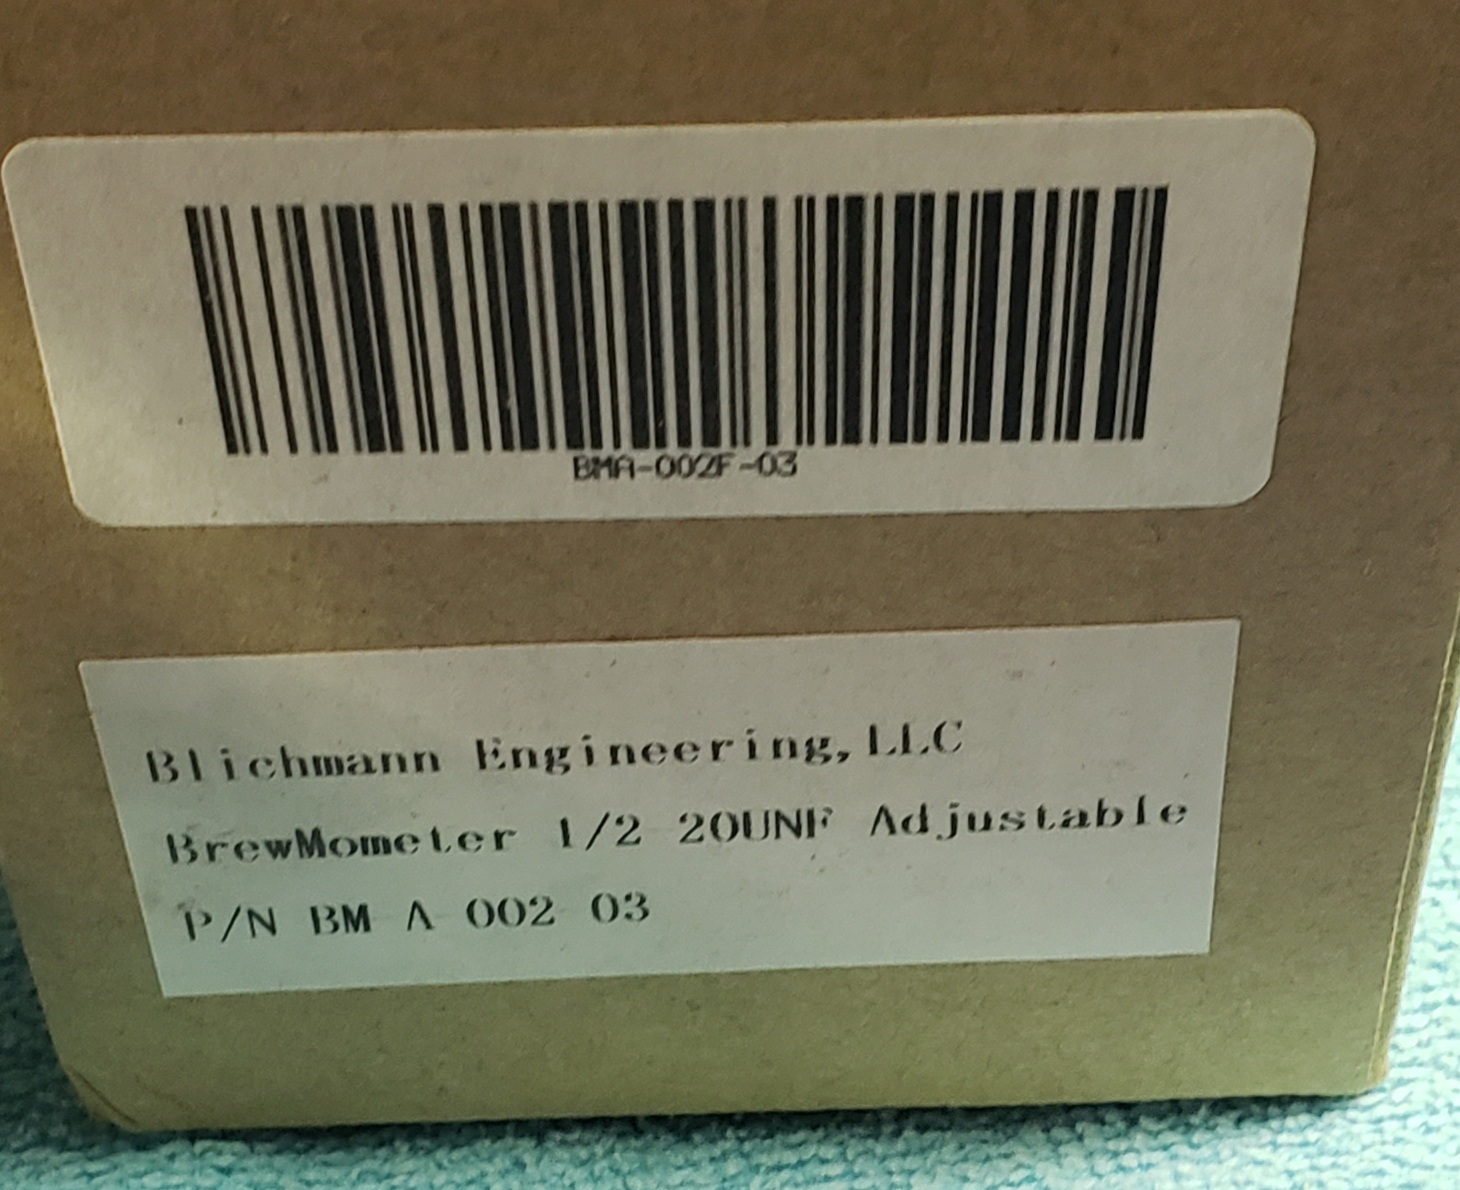 BMA-002F-03
Blichmann Engineering, LLC
BrewMometer 1/2 20UNF Adjustable
P/N BM A 002 03